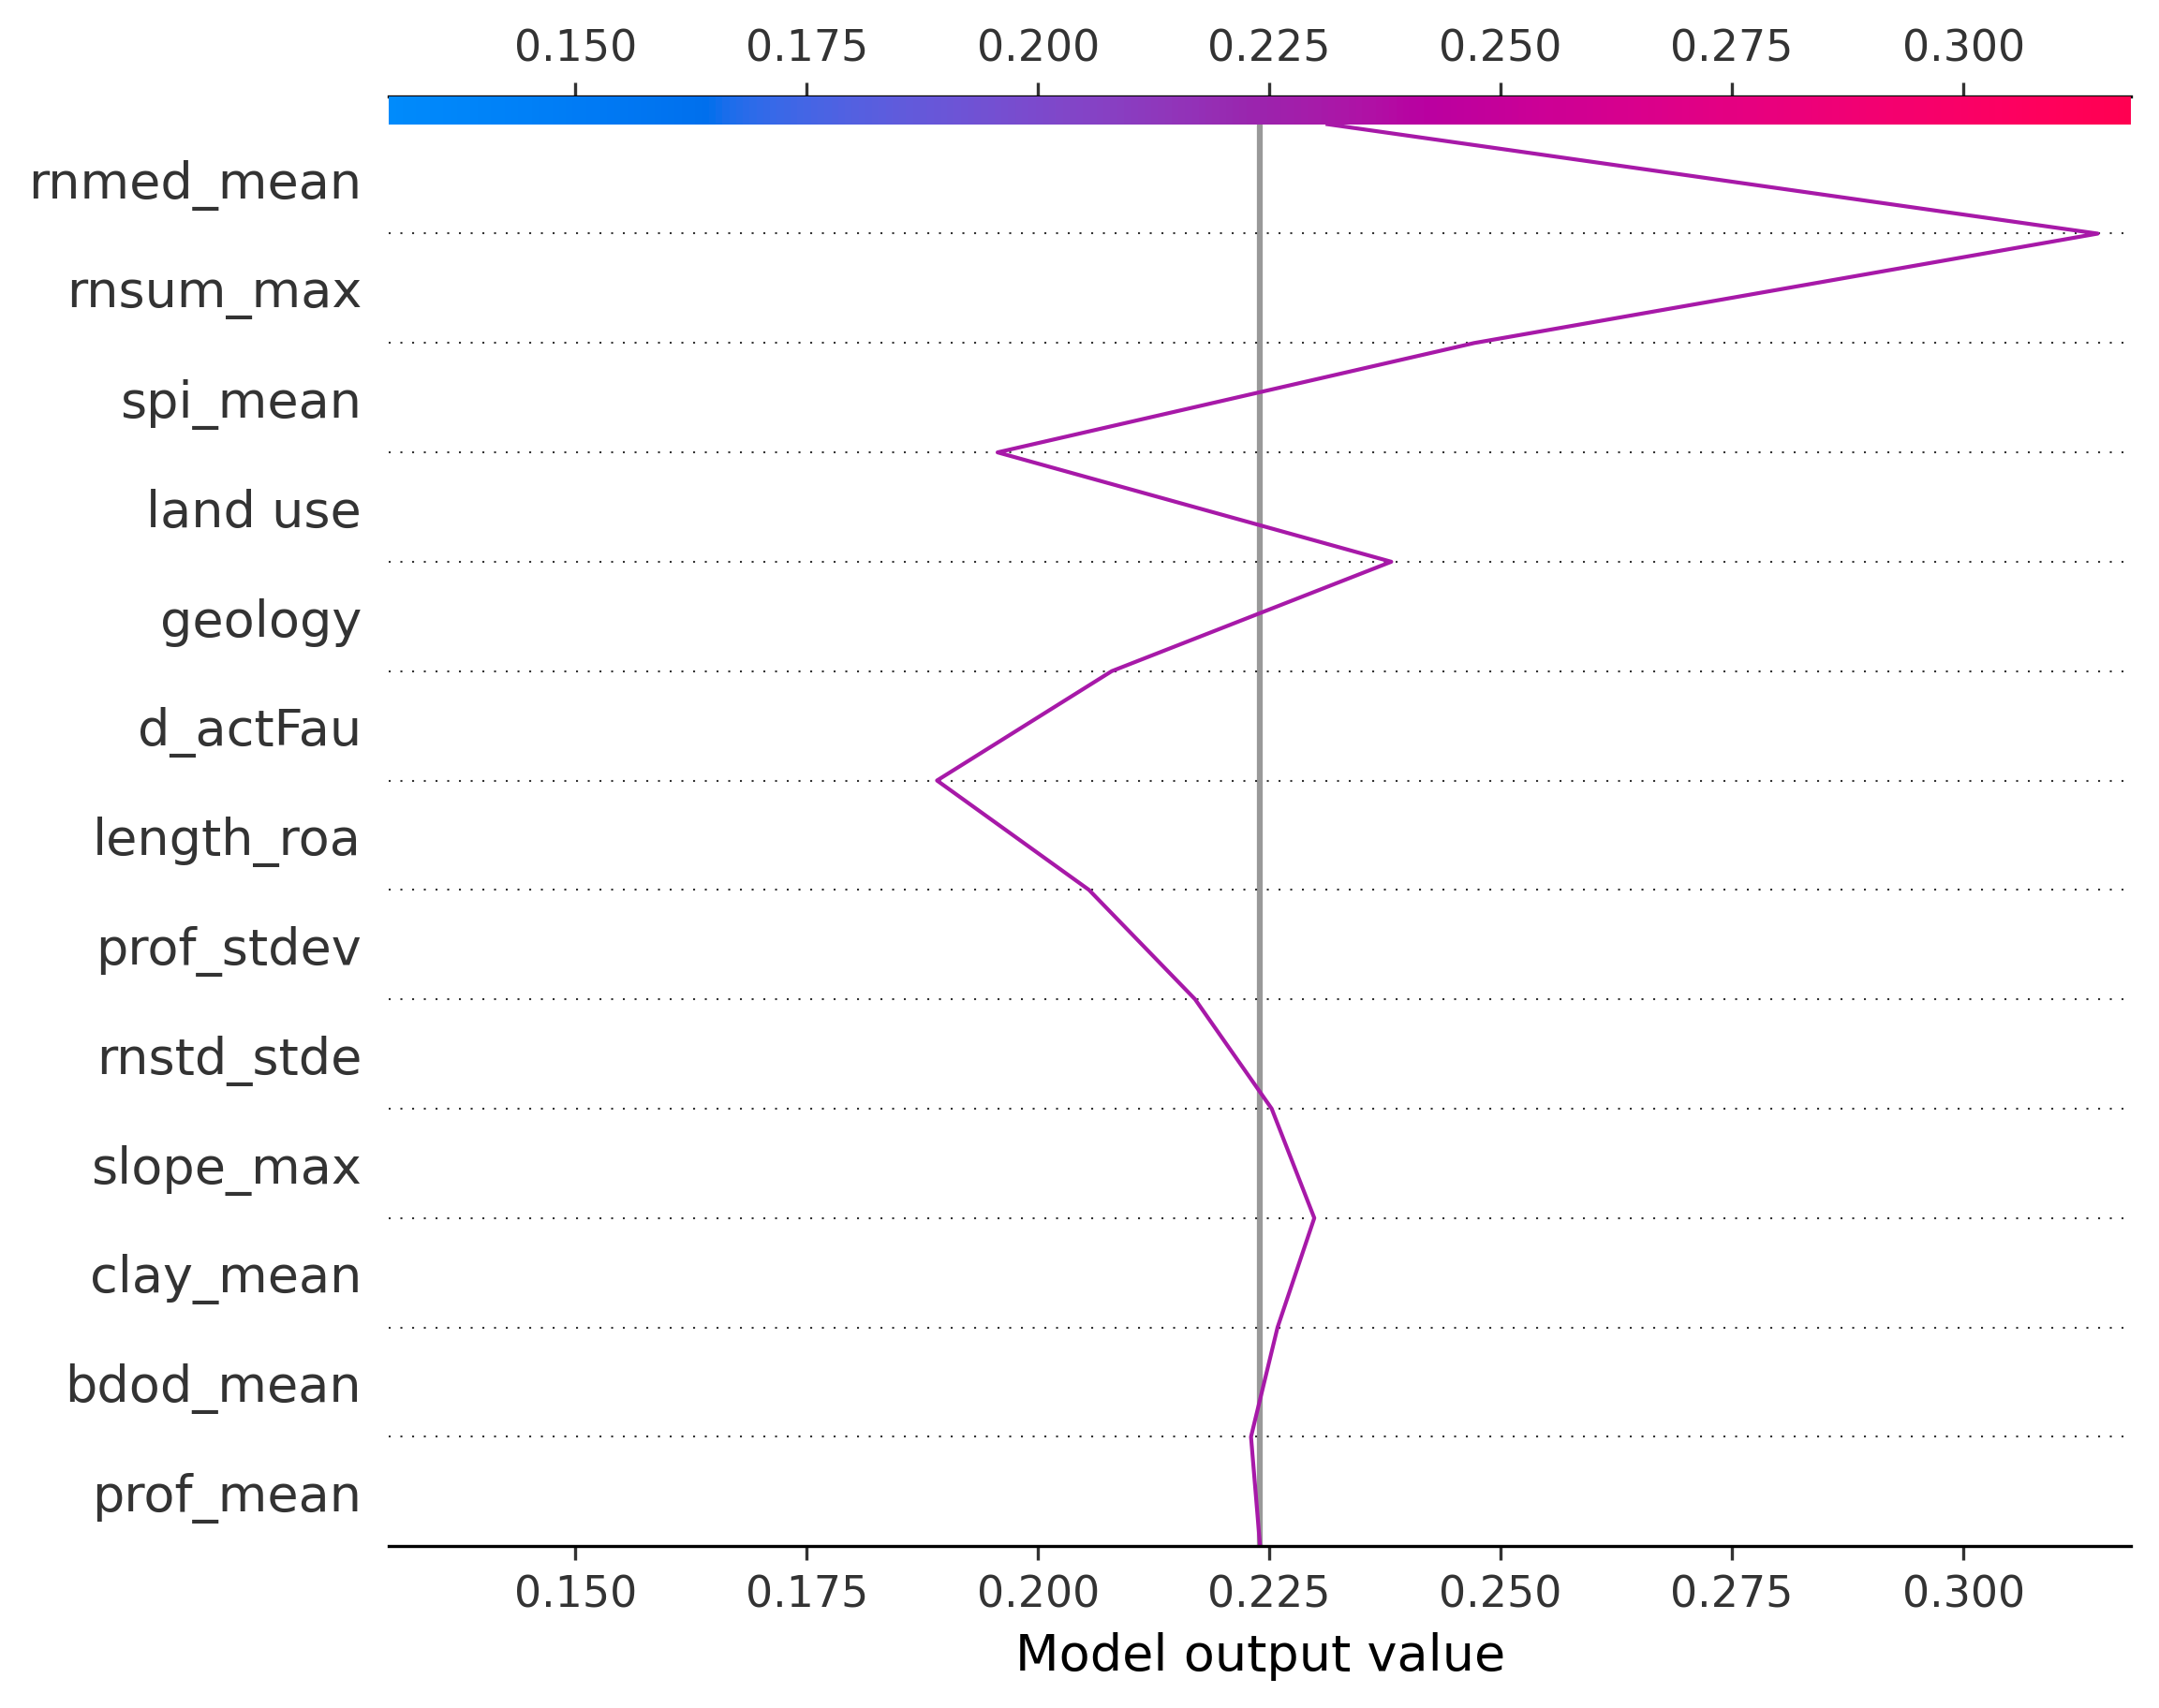 0.150 0.175 0.200 0.225 0.250 0.275 0.300
rnmed_mean
rnsum_max
spi_mean
land use
geology
d_actFau
length_roa
prof_stdev
rnstd_stde
slope_max
clay_mean
bdod_mean
prof_mean
0.150 0.175 0.200 0.225 0.250 0.275 0.300
Model output value